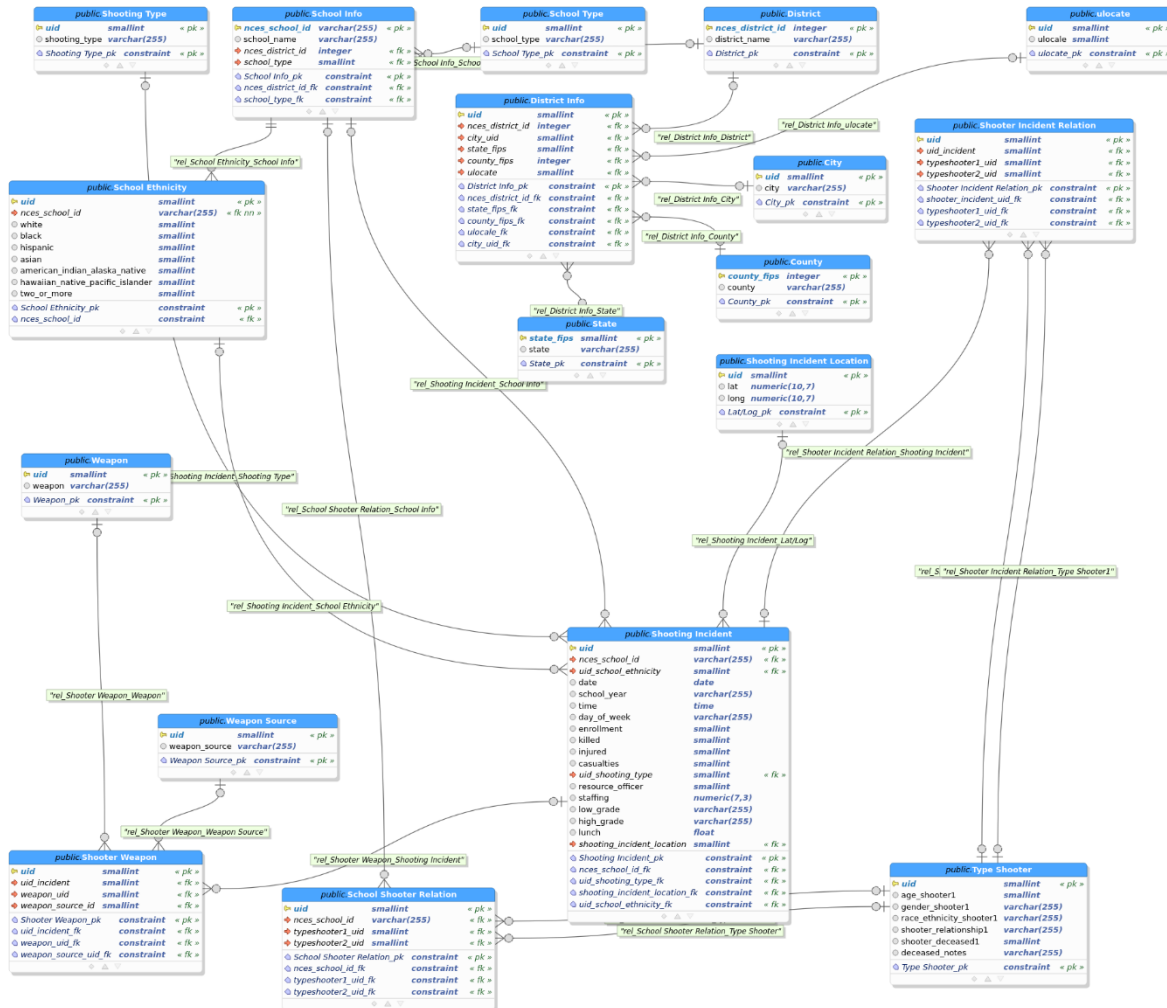 public.Shooting Type
uid smallint « pk »
shooting_type varchar(255)
Shooting Type_pk constraint « pk »
public.School Info
nces_school_id varchar(255) « pk »
school_name varchar(255)
nces_district_id integer « fk »
school_type smallint « fk »
School Info_pk constraint « pk »
nces_district_id_fk constraint « fk »
school_type_fk constraint « fk »
School Info_School
public.School Type
uid smallint « pk »
school_type varchar(255)
School Type_pk constraint « pk »
public.District
nces_district_id integer « pk »
district_name varchar(255)
District_pk constraint « pk »
public.ulocate
uid smallint « pk »
ulocale smallint
ulocate_pk constraint « pk »
public.District Info
uid smallint « pk »
nces_district_id integer « fk »
city_uid smallint « fk »
state_fips smallint « fk »
county_fips integer « fk »
ulocate smallint « fk »
District Info_pk constraint « pk »
nces_district_id_fk constraint « fk »
state_fips_fk constraint « fk »
county_fips_fk constraint « fk »
ulocale_fk constraint « fk »
city_uid_fk constraint « fk »
"rel_District Info_District"
"rel_District Info_ulocate"
"rel_District Info_City"
"rel_District Info_County"
"rel_District Info_State"
public.City
uid smallint « pk »
city varchar(255)
City_pk constraint « pk »
public.Shooter Incident Relation
uid smallint « pk »
uid_incident smallint « fk »
typeshooter1_uid smallint « fk »
typeshooter2_uid smallint « fk »
Shooter Incident Relation_pk constraint « pk »
shooter_incident_uid_fk constraint « fk »
typeshooter1_uid_fk constraint « fk »
typeshooter2_uid_fk constraint « fk »
"rel_School Ethnicity_School Info"
public.School Ethnicity
uid smallint « pk »
nces_school_id varchar(255) « fk nn »
white smallint
black smallint
hispanic smallint
asian smallint
american_indian_alaska_native smallint
hawaiian_native_pacific_islander smallint
two_or_more smallint
School Ethnicity_pk constraint « pk »
nces_school_id constraint « fk »
public.County
county_fips integer « pk »
county varchar(255)
County_pk constraint « pk »
public.State
state_fips smallint « pk »
state varchar(255)
State_pk constraint « pk »
public.Shooting Incident Location
uid smallint « pk »
lat numeric(10,7)
long numeric(10,7)
Lat/Log_pk constraint « pk »
"rel_Shooting Incident_School Info"
"rel_Shooter Incident Relation_Shooting Incident"
public.Weapon
uid smallint « pk »
weapon varchar(255)
Weapon_pk constraint « pk »
Shooting Incident_Shooting Type"
"rel_School Shooter Relation_School Info"
"rel_Shooting Incident_Lat/Log"
"rel_S
"rel_Shooter Incident Relation_Type Shooter1"
"rel_Shooting Incident_School Ethnicity"
public.Shooting Incident
uid smallint « pk »
nces_school_id varchar(255) « fk »
uid_school_ethnicity smallint « fk »
date date
school_year varchar(255)
time time
day_of_week varchar(255)
enrollment smallint
killed smallint
injured smallint
casualties smallint
uid_shooting_type smallint « fk »
resource_officer smallint
staffing numeric(7,3)
low_grade varchar(255)
high_grade varchar(255)
lunch float
shooting_incident_location smallint « fk »
Shooting Incident_pk constraint « pk »
nces_school_id_fk constraint « fk »
uid_shooting_type_fk constraint « fk »
shooting_incident_location_fk constraint « fk »
uid_school_ethnicity_fk constraint « fk »
"rel_Shooter Weapon_Weapon"
public.Weapon Source
uid smallint « pk »
weapon_source varchar(255)
Weapon Source_pk constraint « pk »
"rel_Shooter Weapon_Weapon Source"
"rel_Shooter Weapon_Shooting Incident"
public.Shooter Weapon
uid smallint « pk »
uid_incident smallint « fk »
weapon_uid smallint « fk »
weapon_source_id smallint « fk »
Shooter Weapon_pk constraint « pk »
uid_incident_fk constraint « fk »
weapon_uid_fk constraint « fk »
weapon_source_uid_fk constraint « fk »
public.School Shooter Relation
uid smallint « pk »
nces_school_id varchar(255) « fk »
typeshooter1_uid smallint « fk »
typeshooter2_uid smallint « fk »
School Shooter Relation_pk constraint « pk »
nces_school_id_fk constraint « fk »
typeshooter1_uid_fk constraint « fk »
typeshooter2_uid_fk constraint « fk »
"rel_School Shooter Relation_Type Shooter"
public.Type Shooter
uid smallint « pk »
age_shooter1 smallint
gender_shooter1 varchar(255)
race_ethnicity_shooter1 varchar(255)
shooter_relationship1 varchar(255)
shooter_deceased1 smallint
deceased_notes varchar(255)
Type Shooter_pk constraint « pk »